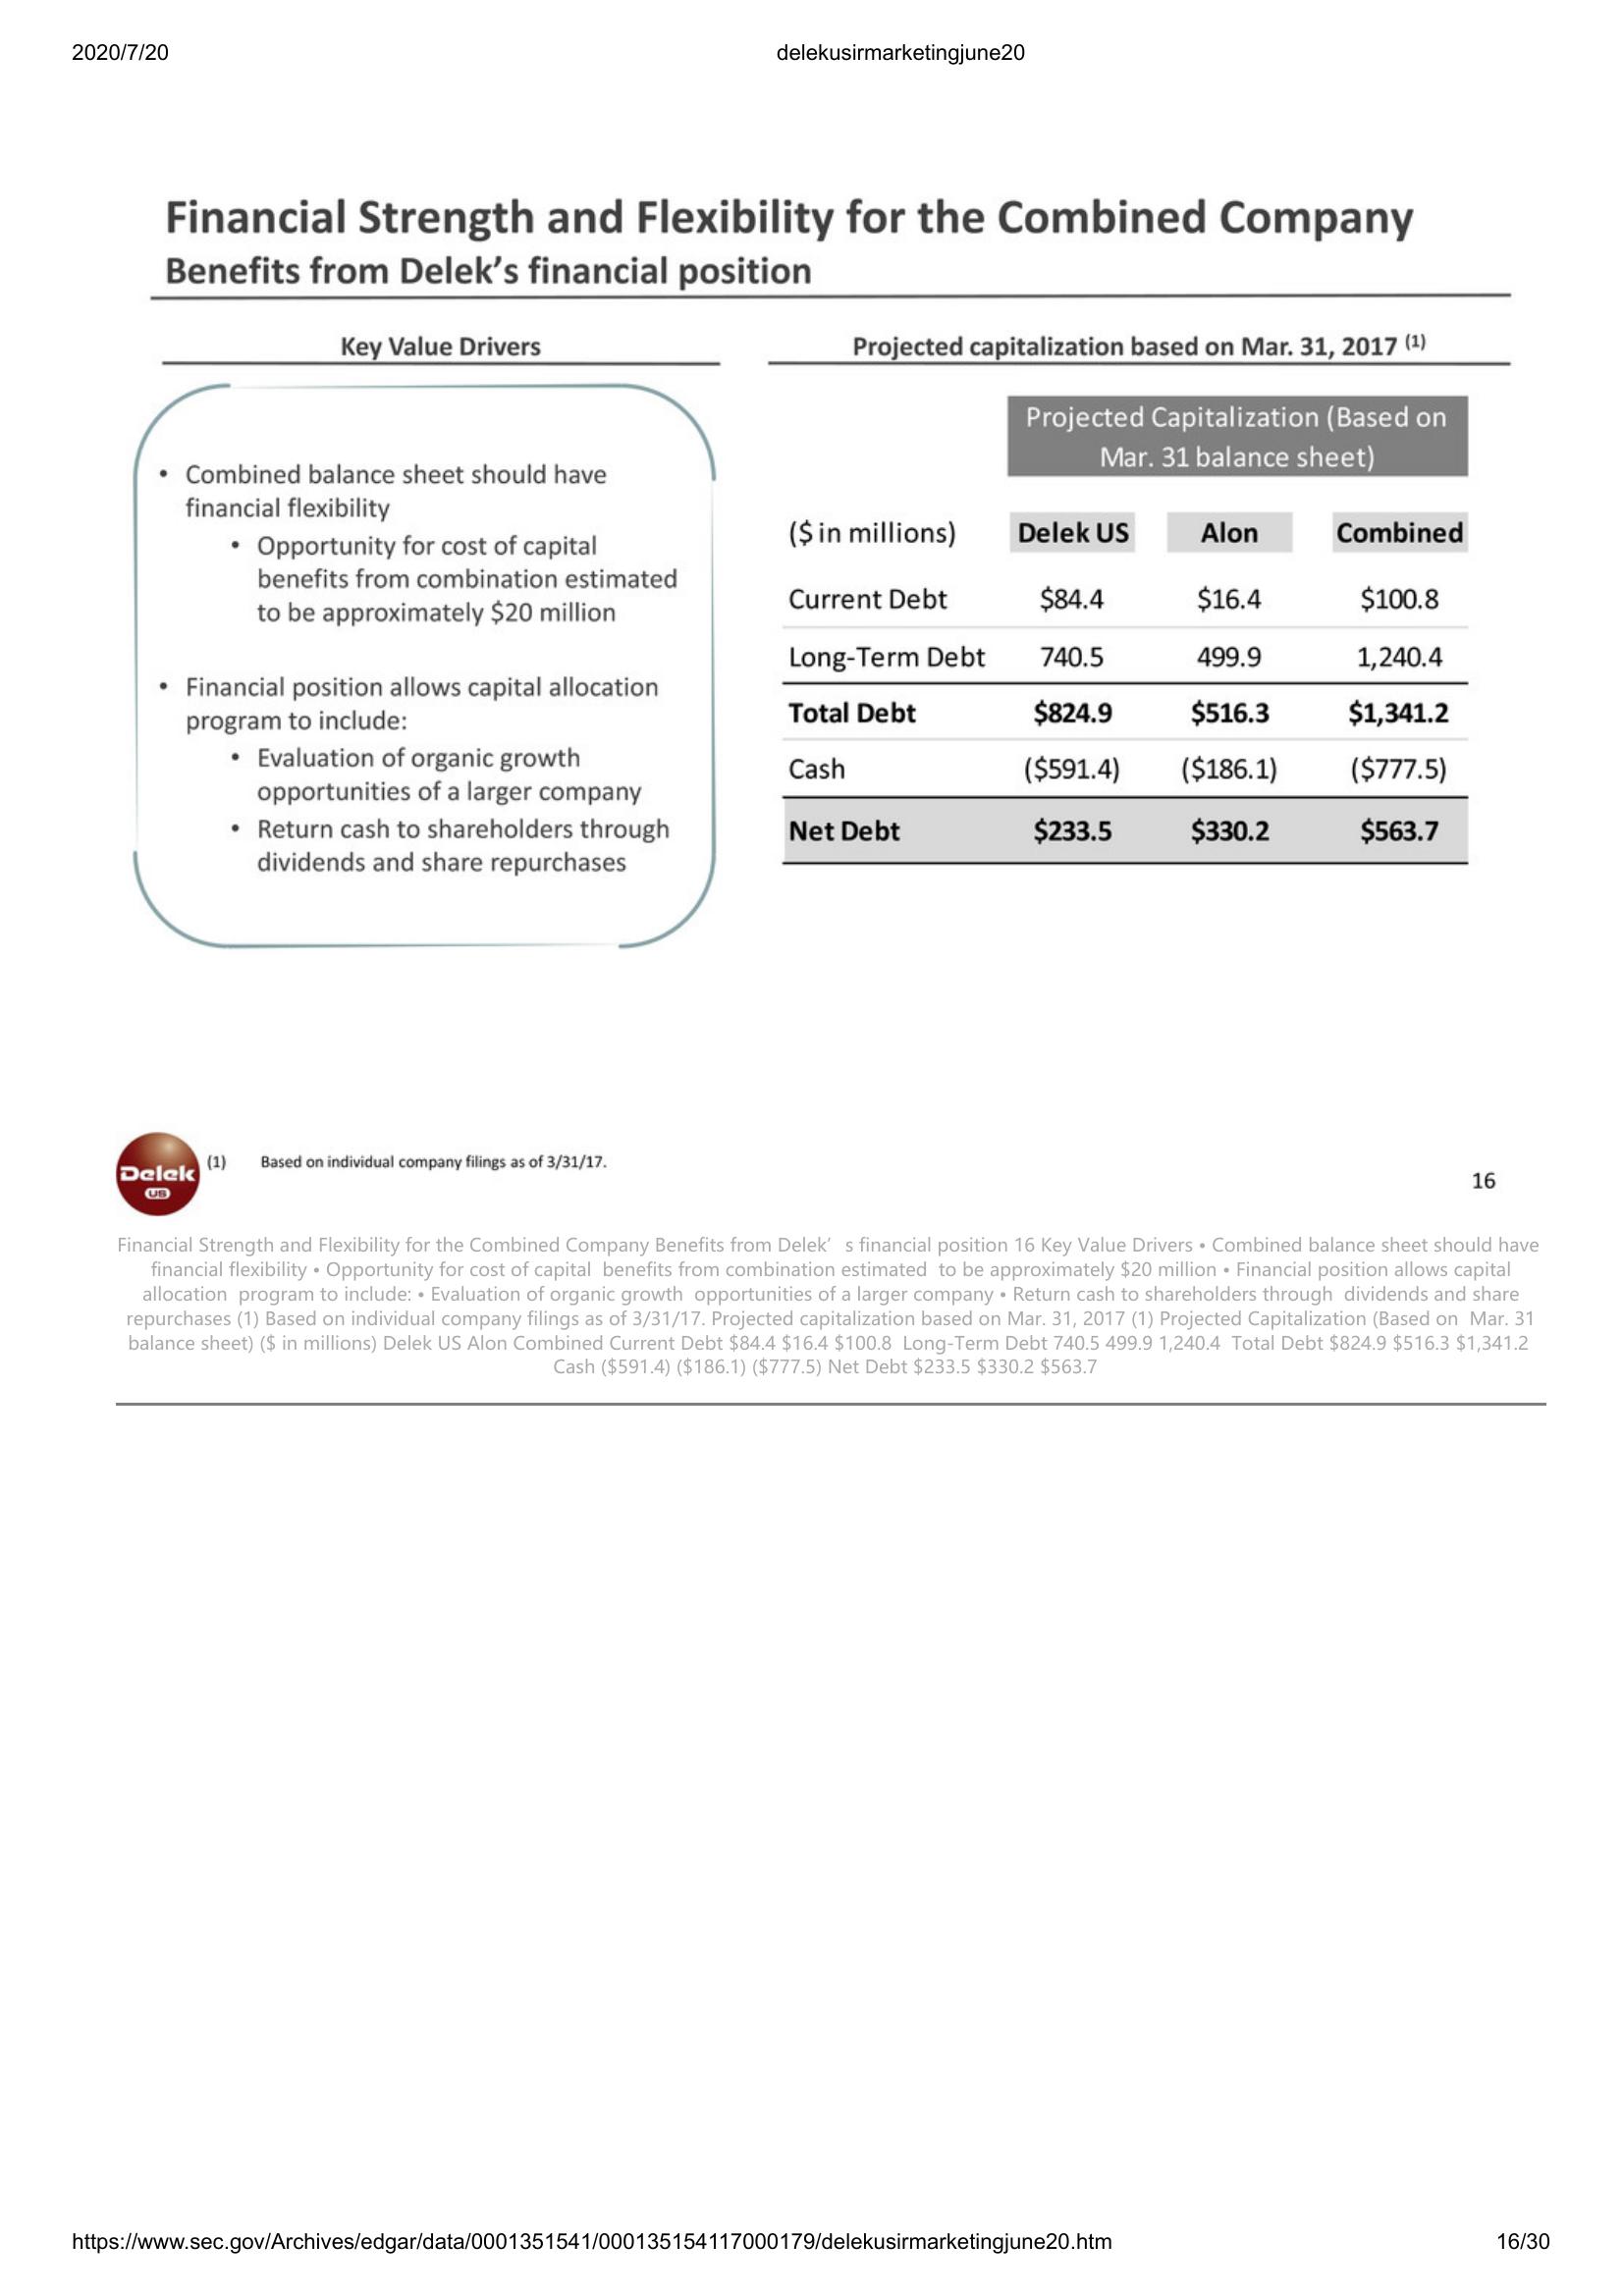 2020/7/20 delekusirmarketingjune20
Financial Strength and Flexibility for the Combined Company
Benefits from Delek’s financial position
Key Value Drivers
• Combined balance sheet should have
financial flexibility
• Opportunity for cost of capital
benefits from combination estimated
to be approximately $20 million
• Financial position allows capital allocation
program to include:
• Evaluation of organic growth
opportunities of a larger company
• Return cash to shareholders through
dividends and share repurchases
Projected capitalization based on Mar. 31, 2017 (1)
Projected Capitalization (Based on
Mar. 31 balance sheet)
($ in millions) Delek US Alon Combined
Current Debt $84.4 $16.4 $100.8
Long-Term Debt 740.5 499.9 1,240.4
Total Debt $824.9 $516.3 $1,341.2
Cash ($591.4) ($186.1) ($777.5)
Net Debt $233.5 $330.2 $563.7
Delek
US
(1) Based on individual company filings as of 3/31/17.
16
Financial Strength and Flexibility for the Combined Company Benefits from Delek’ s financial position 16 Key Value Drivers • Combined balance sheet should have
financial flexibility • Opportunity for cost of capital benefits from combination estimated to be approximately $20 million • Financial position allows capital
allocation program to include: • Evaluation of organic growth opportunities of a larger company • Return cash to shareholders through dividends and share
repurchases (1) Based on individual company filings as of 3/31/17. Projected capitalization based on Mar. 31, 2017 (1) Projected Capitalization (Based on Mar. 31
balance sheet) ($ in millions) Delek US Alon Combined Current Debt $84.4 $16.4 $100.8 Long-Term Debt 740.5 499.9 1,240.4 Total Debt $824.9 $516.3 $1,341.2
Cash ($591.4) ($186.1) ($777.5) Net Debt $233.5 $330.2 $563.7
https://www.sec.gov/Archives/edgar/data/0001351541/000135154117000179/delekusirmarketingjune20.htm 16/30